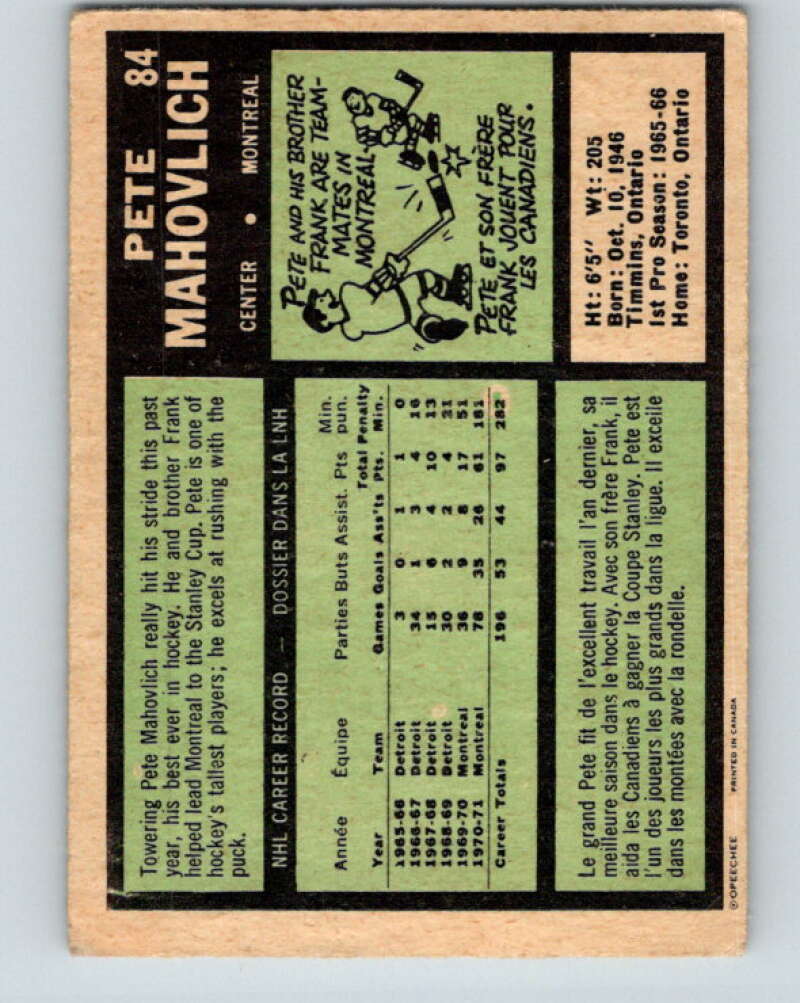 PETE 84
MAHOVLICH
CENTER • MONTREAL
Towering Pete Mahovlich really hit his stride this past
year, his best ever in hockey. He and brother Frank
helped lead Montreal to the Stanley Cup. Pete is one of
hockey's tallest players; he excels at rushing with the
puck.
PETE AND HIS BROTHER
FRANK ARE TEAM-
MATES IN
MONTREAL
PETE ET SON FRÈRE
FRANK JOUENT POUR
LES CANADIENS.
NHL CAREER RECORD — DOSSIER DANS LA LNH
Année Équipe Parties Buts Assist. Pts Min. pun.
Year Team Games Goals Ass'ts Total Pts. Penalty Min.
1965-66 Detroit 3 0 1 1 0
1966-67 Detroit 34 1 3 4 16
1967-68 Detroit 15 6 4 10 13
1968-69 Detroit 30 2 2 4 21
1969-70 Montreal 36 9 8 17 51
1970-71 Montreal 78 35 26 61 181
Career Totals 196 53 44 97 282
Ht: 6'5" Wt: 205
Born: Oct. 10, 1946
Timmins, Ontario
1st Pro Season: 1965-66
Home: Toronto, Ontario
Le grand Pete fit de l'excellent travail l'an dernier, sa
meilleure saison dans le hockey. Avec son frère Frank, il
aida les Canadiens à gagner la Coupe Stanley. Pete est
l'un des joueurs les plus grands dans la ligue. Il excelle
dans les montées avec la rondelle.
© OPEECHEE PRINTED IN CANADA